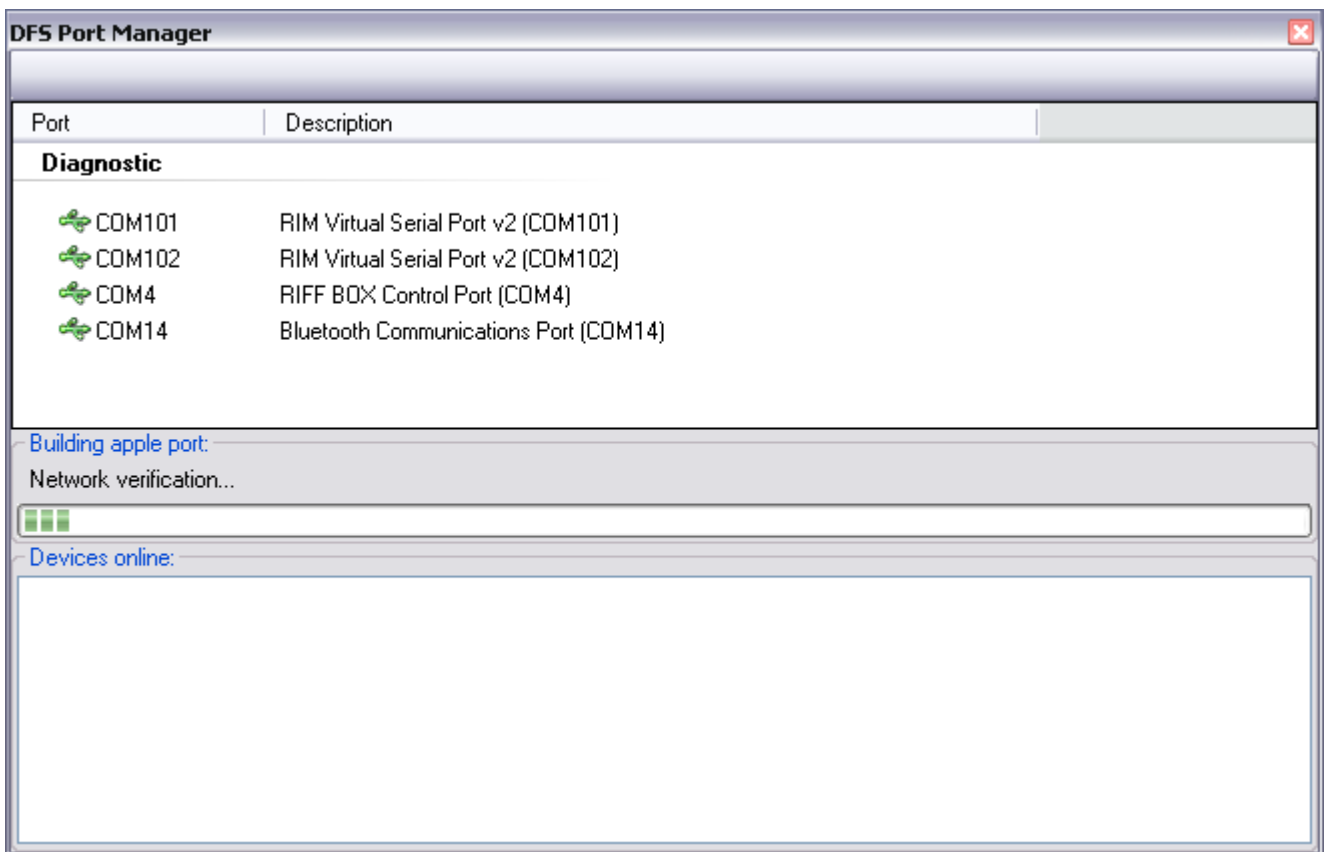 DFS Port Manager
Port Description
Diagnostic
COM101 RIM Virtual Serial Port v2 (COM101)
COM102 RIM Virtual Serial Port v2 (COM102)
COM4 RIFF BOX Control Port (COM4)
COM14 Bluetooth Communications Port (COM14)
Building apple port:
Network verification...
Devices online: